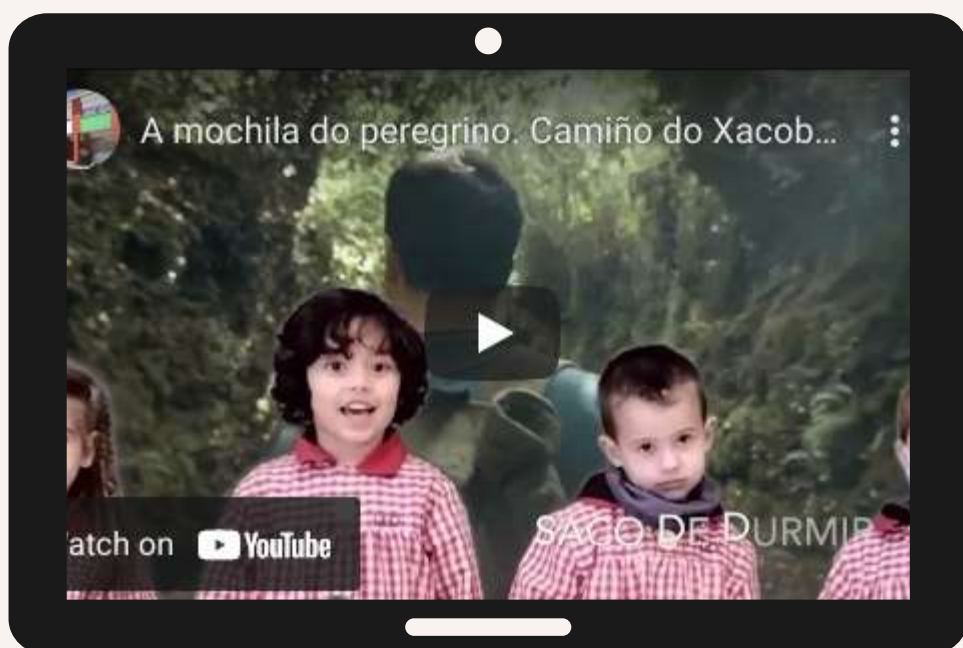 A mochila do peregrino. Camiño do Xacob...
SACO DE DURMIR
atch on YouTube